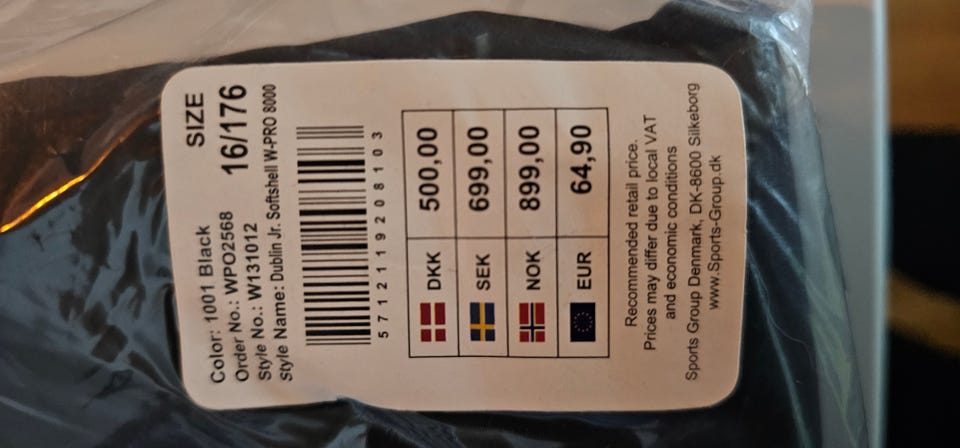 SIZE
Color: 1001 Black
16/176
Order No.: WPO2568
Style No.: W131012
Style Name: Dublin Jr. Softshell W-PRO 8000
5712119208103
DKK 500,00
SEK 699,00
NOK 899,00
EUR 64,90
Recommended retail price.
Prices may differ due to local VAT
and economic conditions
Sports Group Denmark, DK-8600 Silkeborg
www.Sports-Group.dk